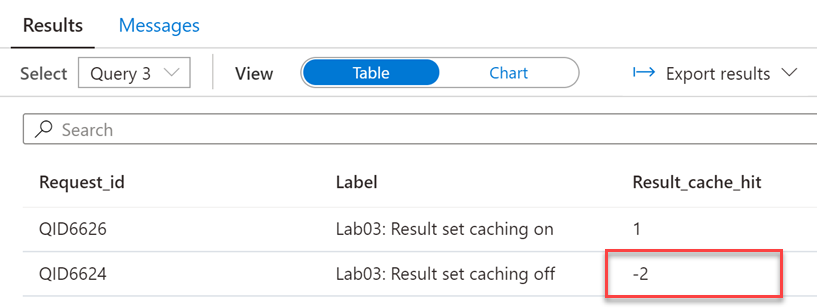 Results Messages
Select Query 3 View Table Chart Export results
Search
Request_id Label Result_cache_hit
QID6626 Lab03: Result set caching on 1
QID6624 Lab03: Result set caching off -2